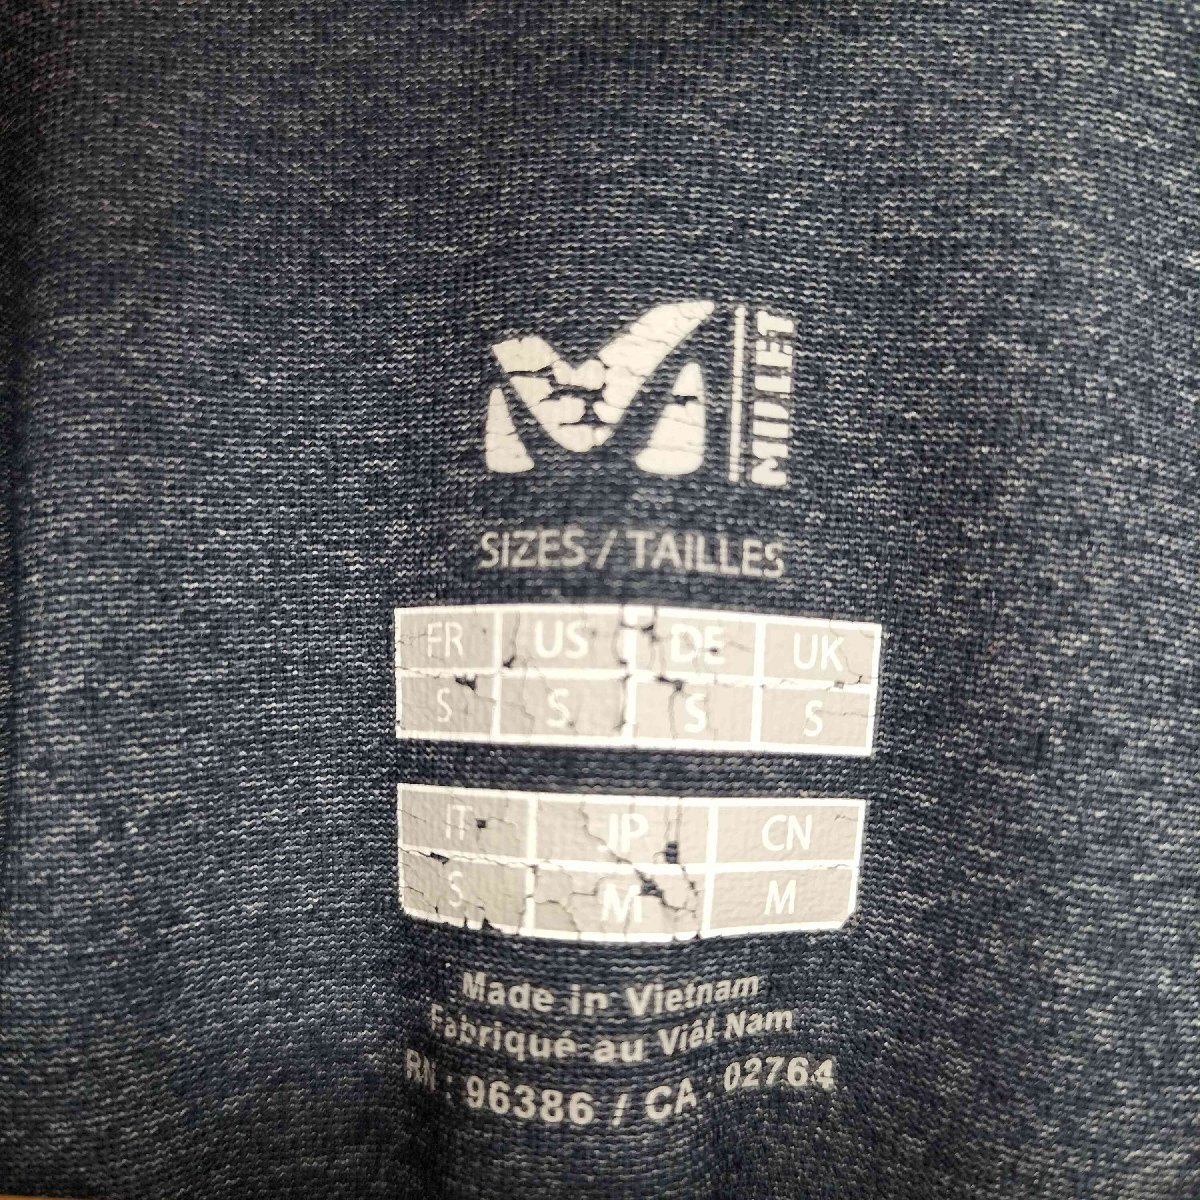 MILLET
SIZES / TAILLES
FR US DE UK
S S S S
IT JP CN
S M M
Made in Vietnam
Fabriqué au Viêt Nam
RN : 96386 / CA : 02764